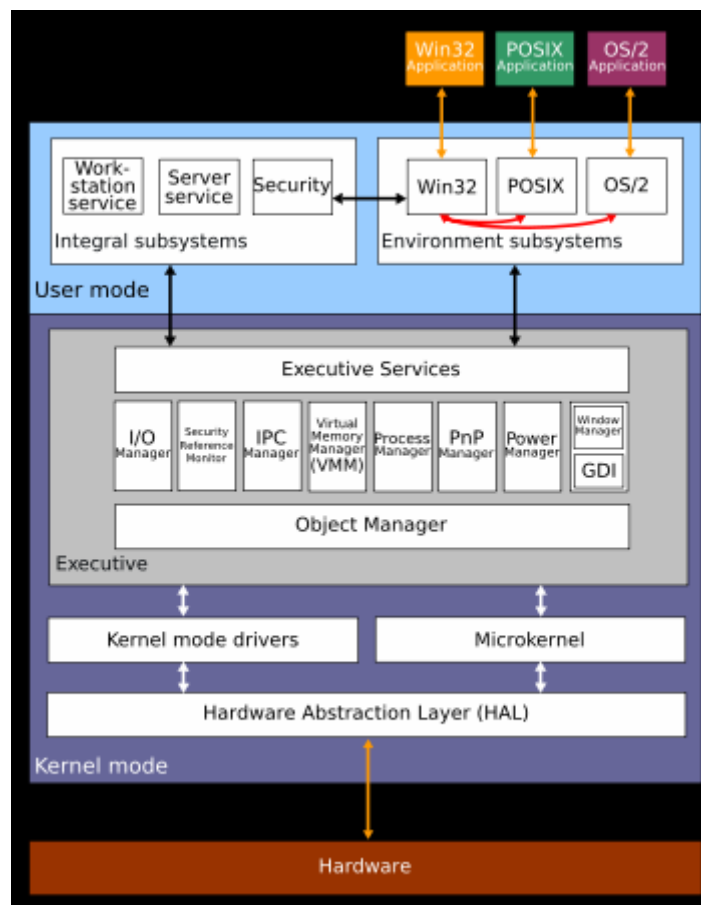 Win32
Application
POSIX
Application
OS/2
Application
Work-
station
service
Server
service
Security
Integral subsystems
Win32
POSIX
OS/2
Environment subsystems
User mode
Executive Services
I/O
Manager
Security
Reference
Monitor
IPC
Manager
Virtual
Memory
Manager
(VMM)
Process
Manager
PnP
Manager
Power
Manager
Window
Manager
GDI
Object Manager
Executive
Kernel mode drivers
Microkernel
Hardware Abstraction Layer (HAL)
Kernel mode
Hardware